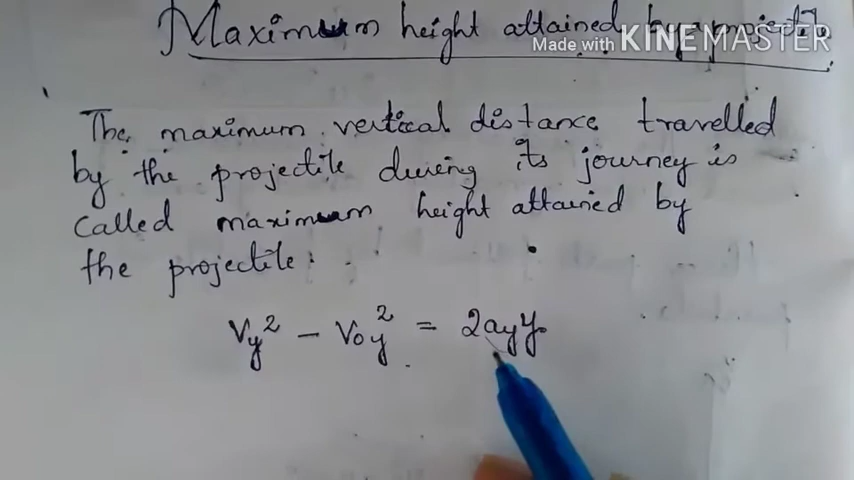 Maximum height attained by projectile
Made with KINEMASTER
The maximum vertical distance travelled
by the projectile during its journey is
called maximum height attained by
the projectile.
Vy² - Voy² = 2ayy